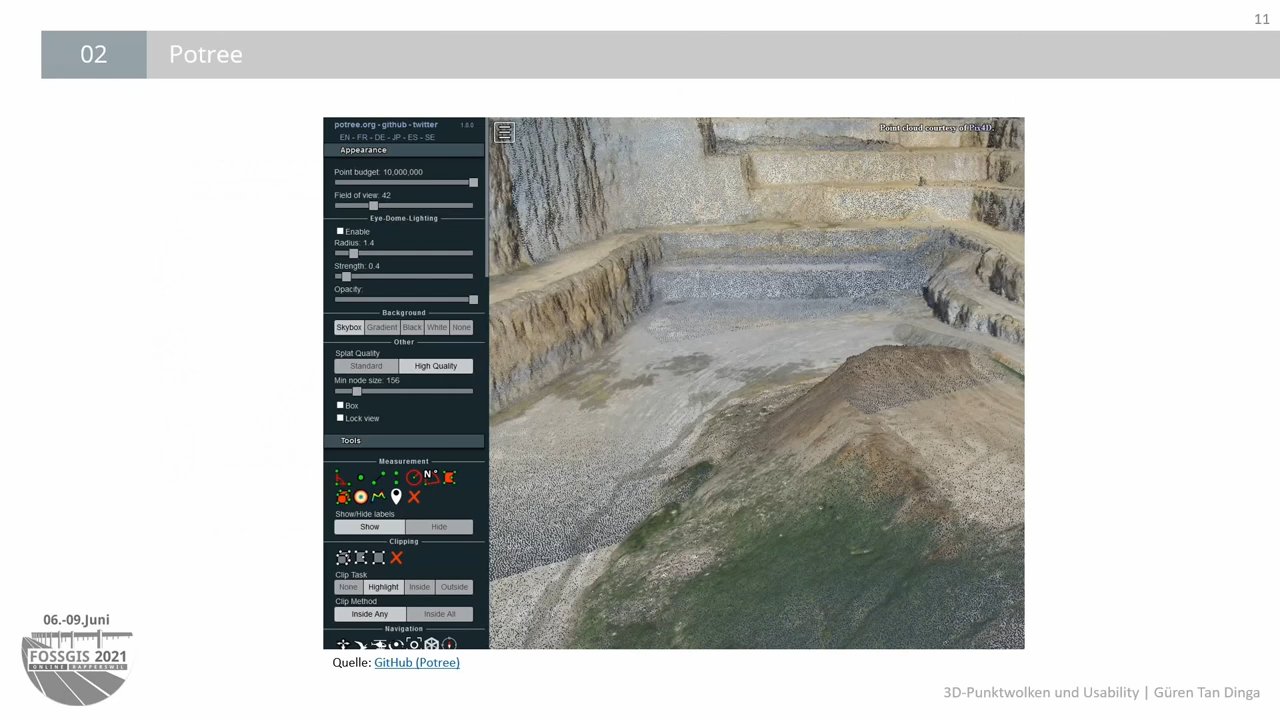 11
02 Potree
potree.org - github - twitter 1.8.0
EN - FR - DE - JP - ES - SE
Appearance
Point budget: 10,000,000
Field of view: 42
Eye-Dome-Lighting
Enable
Radius: 1.4
Strength: 0.4
Opacity:
Background
Skybox Gradient Black White None
Other
Splat Quality
Standard High Quality
Min node size: 156
Box
Lock view
Tools
Measurement
N°
Show/Hide labels
Show Hide
Clipping
Clip Task
None Highlight Inside Outside
Clip Method
Inside Any Inside All
Navigation
Point cloud courtesy of Pix4D.
Quelle: GitHub (Potree)
06.-09.Juni
FOSSGIS 2021
ONLINE RAPPERSWIL
3D-Punktwolken und Usability | Güren Tan Dinga